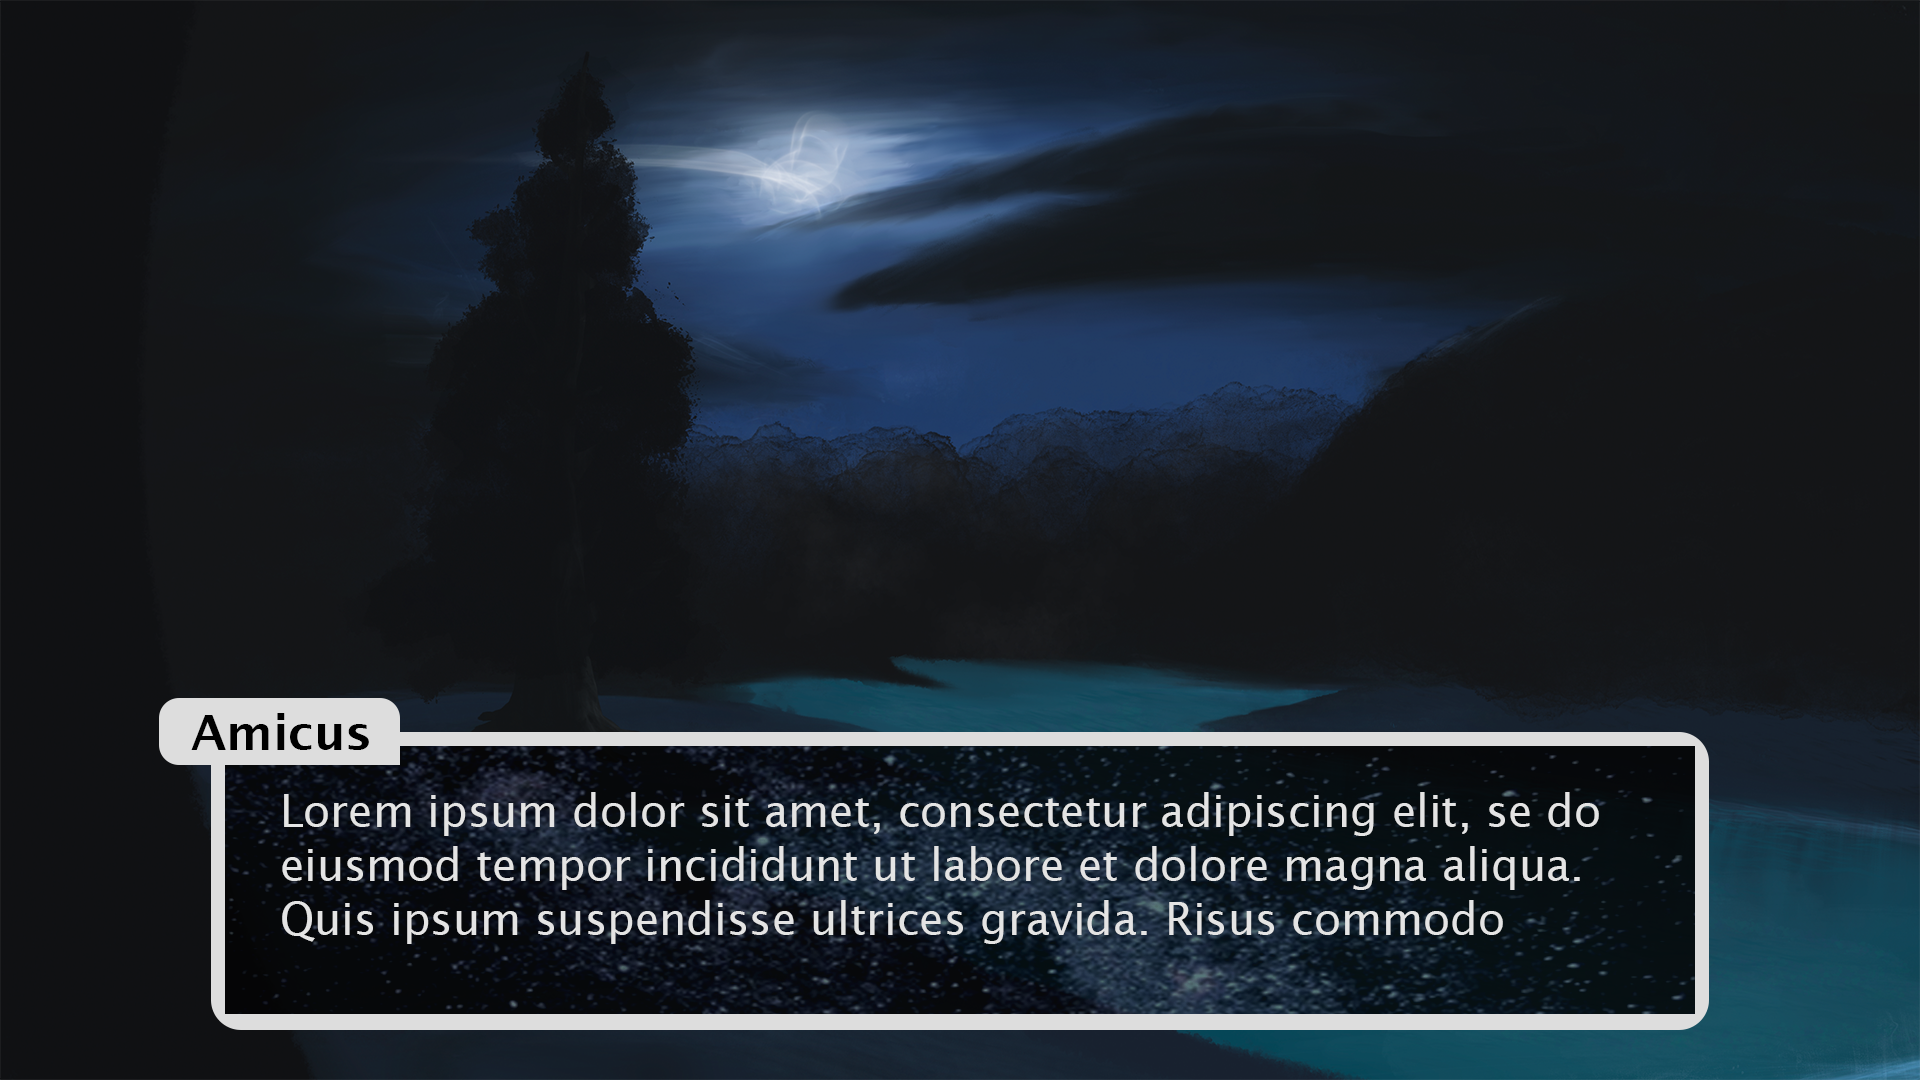 Amicus
Lorem ipsum dolor sit amet, consectetur adipiscing elit, se do
eiusmod tempor incididunt ut labore et dolore magna aliqua.
Quis ipsum suspendisse ultrices gravida. Risus commodo